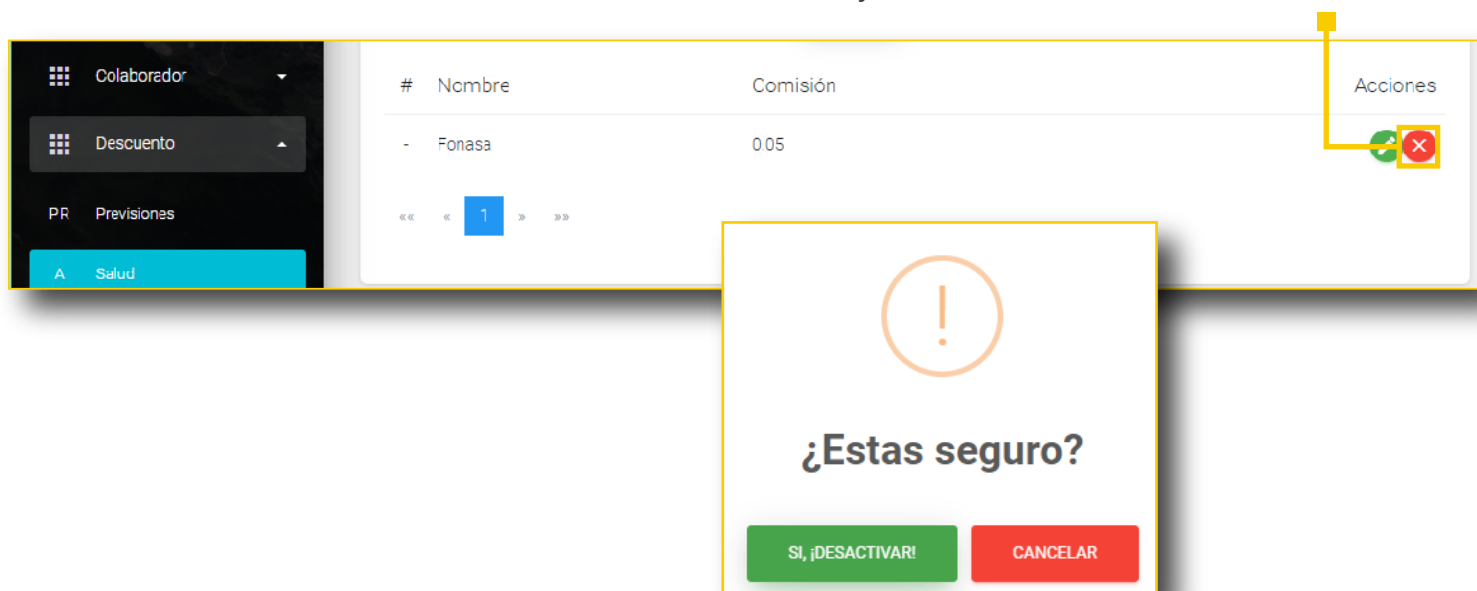 Colaborador
Descuento
PR Previsiones
A Salud
# Nombre Comisión Acciones
- Fonasa 0.05
«« « 1 » »»
¿Estas seguro?
SI, ¡DESACTIVAR! CANCELAR